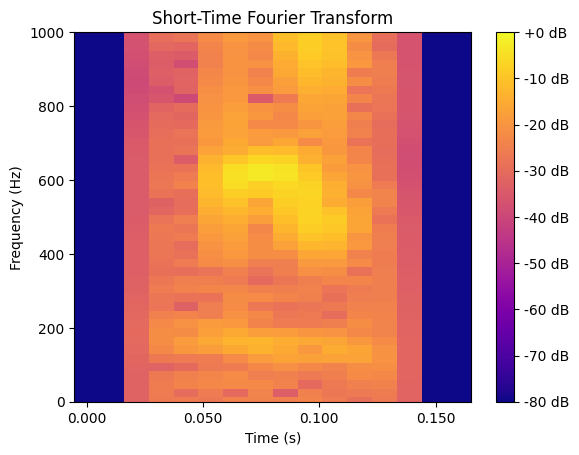 Short-Time Fourier Transform
1000
800
600
400
200
0
Frequency (Hz)
0.000
0.050
0.100
0.150
Time (s)
+0 dB
-10 dB
-20 dB
-30 dB
-40 dB
-50 dB
-60 dB
-70 dB
-80 dB